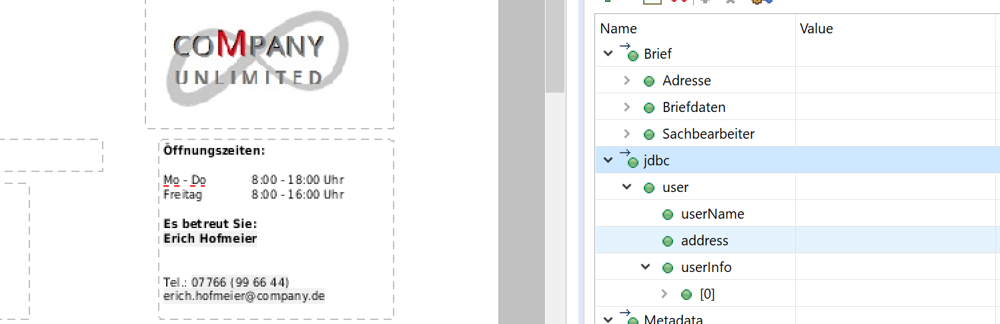 COMPANY
UNLIMITED
Öffnungszeiten:
Mo - Do 8:00 - 18:00 Uhr
Freitag 8:00 - 16:00 Uhr
Es betreut Sie:
Erich Hofmeier
Tel.: 07766 (99 66 44)
erich.hofmeier@company.de
Name Value
Brief
Adresse
Briefdaten
Sachbearbeiter
jdbc
user
userName
address
userInfo
[0]
Metadata